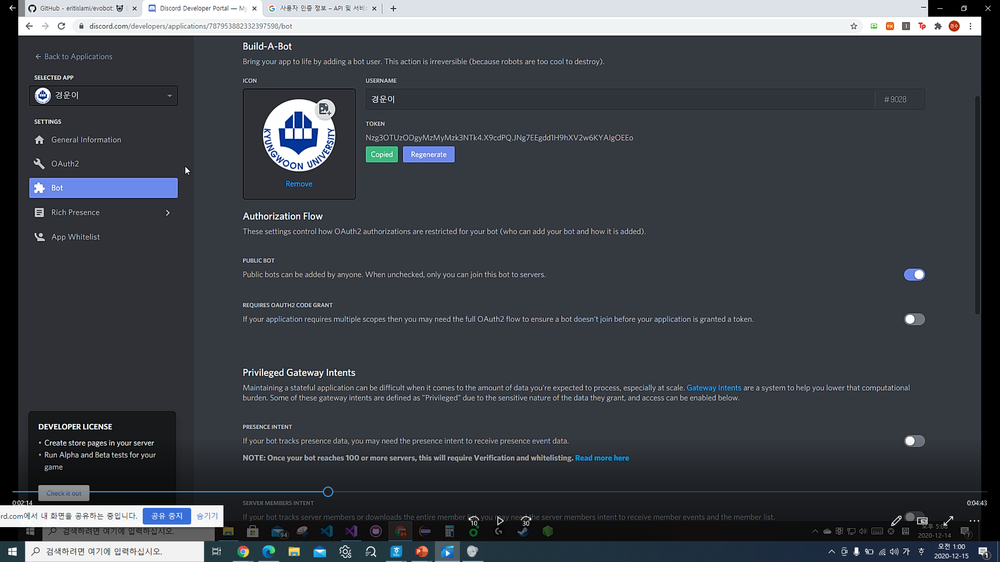 GitHub - eritislami/evobot:
Discord Developer Portal — My
사용자 인증 정보 – API 및 서비스
discord.com/developers/applications/787953882332397598/bot
EX
Tp
경수
Back to Applications
SELECTED APP
경운이
SETTINGS
General Information
OAuth2
Bot
Rich Presence
App Whitelist
DEVELOPER LICENSE
• Create store pages in your server
• Run Alpha and Beta tests for your
game
Check it out
Build-A-Bot
Bring your app to life by adding a bot user. This action is irreversible (because robots are too cool to destroy).
ICON
KYUNGWOON UNIVERSITY
Remove
USERNAME
경운이
#9028
TOKEN
Nzg3OTUzODgyMzMyMzk3NTk4.X9cdPQ.JNg7EEgdd1H9hXV2w6KYAIgOEEo
Copied
Regenerate
Authorization Flow
These settings control how OAuth2 authorizations are restricted for your bot (who can add your bot and how it is added).
PUBLIC BOT
Public bots can be added by anyone. When unchecked, only you can join this bot to servers.
REQUIRES OAUTH2 CODE GRANT
If your application requires multiple scopes then you may need the full OAuth2 flow to ensure a bot doesn't join before your application is granted a token.
Privileged Gateway Intents
Maintaining a stateful application can be difficult when it comes to the amount of data you're expected to process, especially at scale. Gateway Intents are a system to help you lower that computational
burden. Some of these gateway intents are defined as "Privileged" due to the sensitive nature of the data they grant, and access can be enabled below.
PRESENCE INTENT
If your bot tracks presence data, you may need the presence intent to receive presence event data.
NOTE: Once your bot reaches 100 or more servers, this will require Verification and whitelisting. Read more here
SERVER MEMBERS INTENT
If your bot tracks server members or downloads the entire member list, you may need the server members intent to receive member events and the member list.
0:02:14
0:04:43
rd.com에서 내 화면을 공유하는 중입니다.
공유 중지
숨기기
10
30
검색하려면 여기에 입력하십시오.
94
오후 5:08
2020-12-14
7
검색하려면 여기에 입력하십시오.
가
오전 1:00
2020-12-15
1